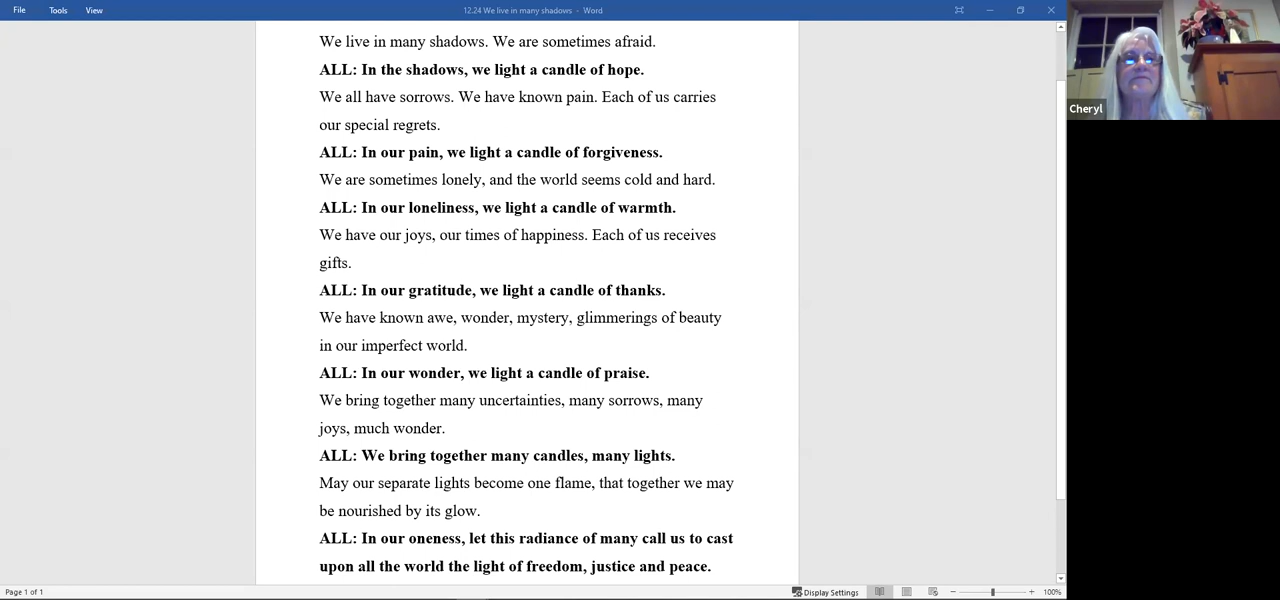 File Tools View 12.24 We live in many shadows - Word
We live in many shadows. We are sometimes afraid.
ALL: In the shadows, we light a candle of hope.
We all have sorrows. We have known pain. Each of us carries
our special regrets.
ALL: In our pain, we light a candle of forgiveness.
We are sometimes lonely, and the world seems cold and hard.
ALL: In our loneliness, we light a candle of warmth.
We have our joys, our times of happiness. Each of us receives
gifts.
ALL: In our gratitude, we light a candle of thanks.
We have known awe, wonder, mystery, glimmerings of beauty
in our imperfect world.
ALL: In our wonder, we light a candle of praise.
We bring together many uncertainties, many sorrows, many
joys, much wonder.
ALL: We bring together many candles, many lights.
May our separate lights become one flame, that together we may
be nourished by its glow.
ALL: In our oneness, let this radiance of many call us to cast
upon all the world the light of freedom, justice and peace.
Cheryl
Page 1 of 1 Display Settings 100%